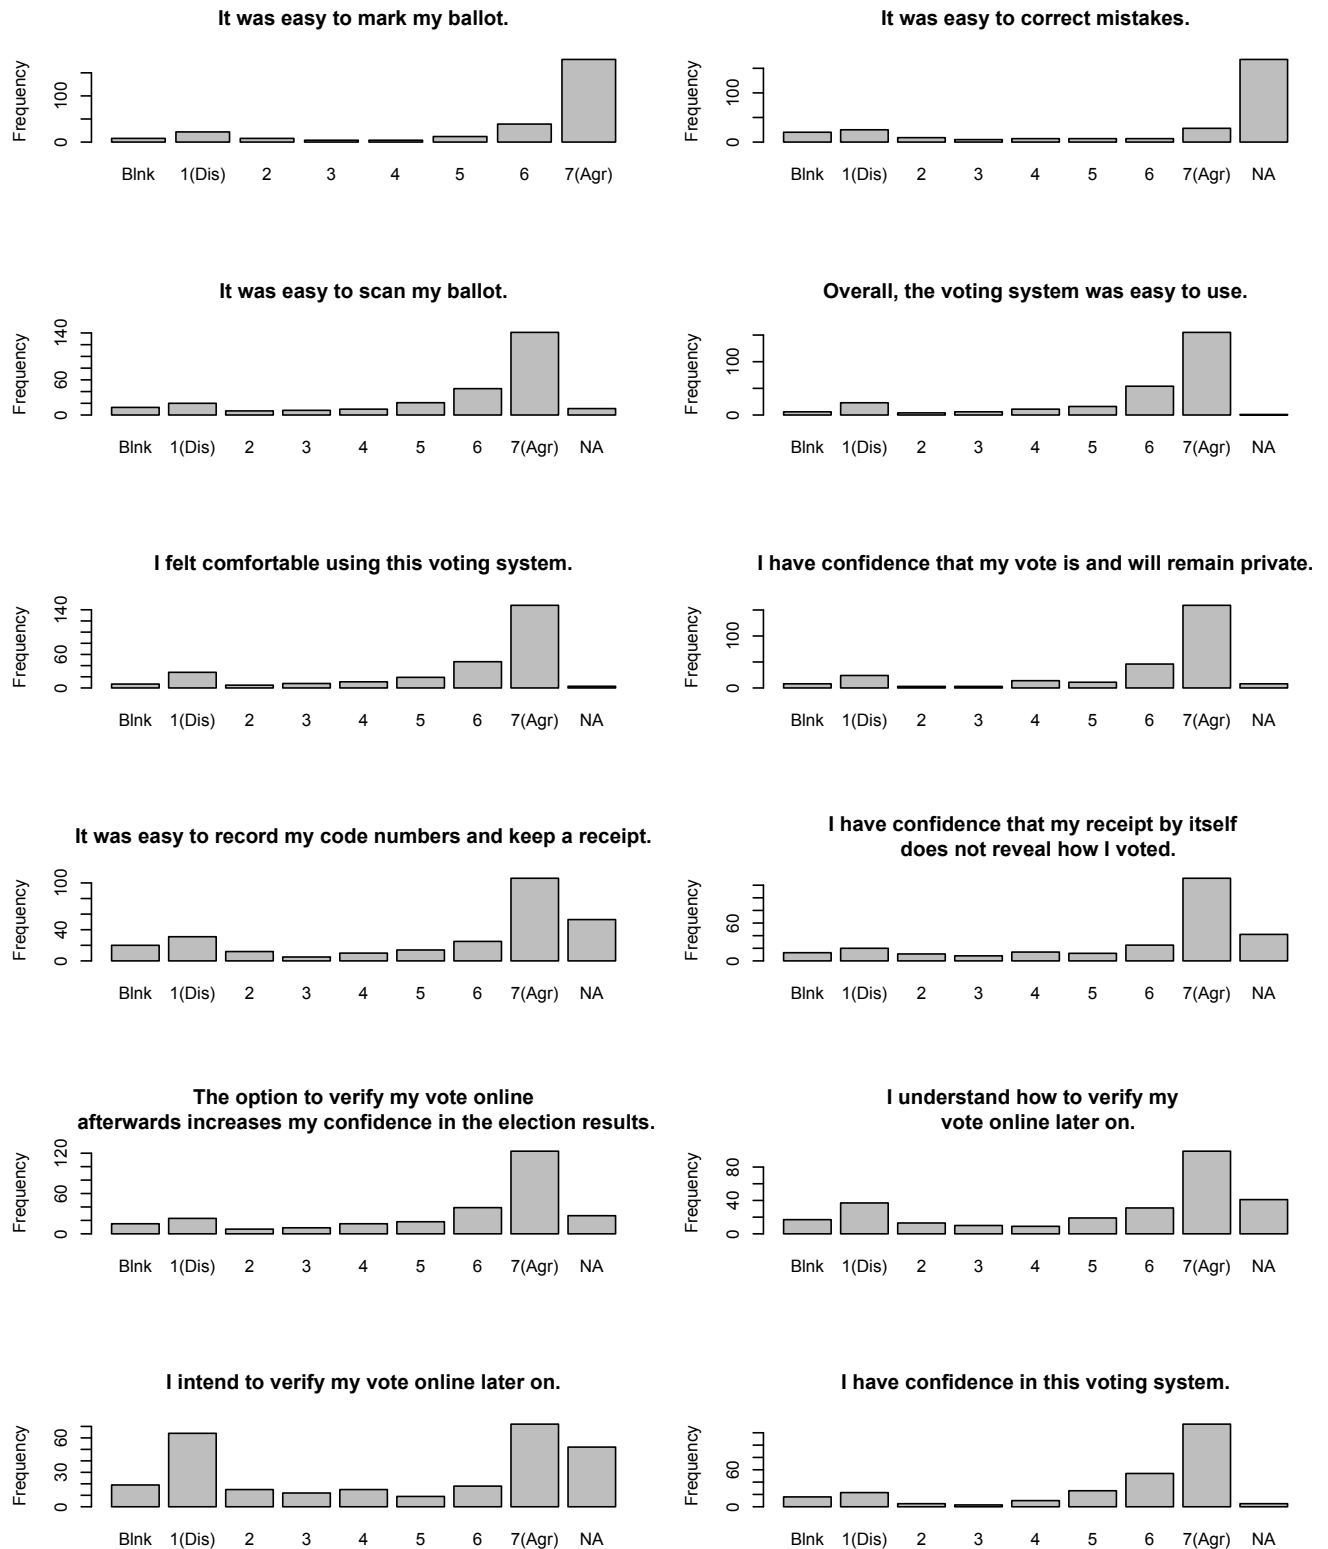 It was easy to mark my ballot.
Frequency
0 100
Blnk 1(Dis) 2 3 4 5 6 7(Agr)
It was easy to correct mistakes.
Frequency
0 100
Blnk 1(Dis) 2 3 4 5 6 7(Agr) NA
It was easy to scan my ballot.
Frequency
0 60 140
Blnk 1(Dis) 2 3 4 5 6 7(Agr) NA
Overall, the voting system was easy to use.
Frequency
0 100
Blnk 1(Dis) 2 3 4 5 6 7(Agr) NA
I felt comfortable using this voting system.
Frequency
0 60 140
Blnk 1(Dis) 2 3 4 5 6 7(Agr) NA
I have confidence that my vote is and will remain private.
Frequency
0 100
Blnk 1(Dis) 2 3 4 5 6 7(Agr) NA
It was easy to record my code numbers and keep a receipt.
Frequency
0 40 100
Blnk 1(Dis) 2 3 4 5 6 7(Agr) NA
I have confidence that my receipt by itself
does not reveal how I voted.
Frequency
0 60
Blnk 1(Dis) 2 3 4 5 6 7(Agr) NA
The option to verify my vote online
afterwards increases my confidence in the election results.
Frequency
0 60 120
Blnk 1(Dis) 2 3 4 5 6 7(Agr) NA
I understand how to verify my
vote online later on.
Frequency
0 40 80
Blnk 1(Dis) 2 3 4 5 6 7(Agr) NA
I intend to verify my vote online later on.
Frequency
0 30 60
Blnk 1(Dis) 2 3 4 5 6 7(Agr) NA
I have confidence in this voting system.
Frequency
0 60
Blnk 1(Dis) 2 3 4 5 6 7(Agr) NA